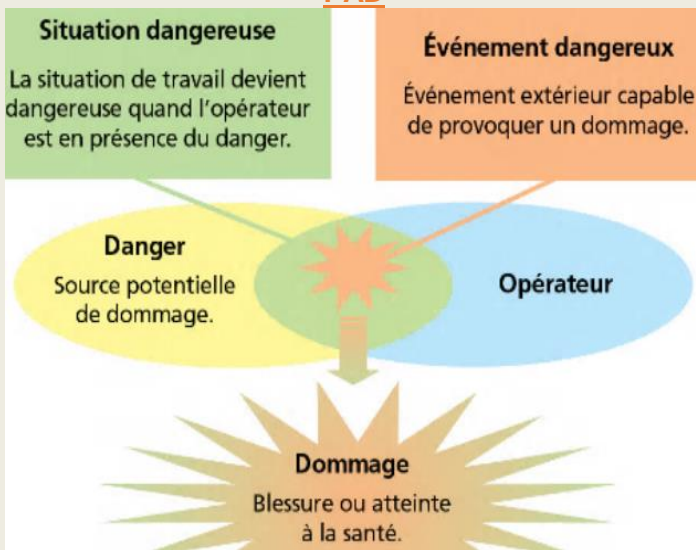 Situation dangereuse
La situation de travail devient
dangereuse quand l'opérateur
est en présence du danger.
Événement dangereux
Événement extérieur capable
de provoquer un dommage.
Danger
Source potentielle
de dommage.
Opérateur
Dommage
Blessure ou atteinte
à la santé.